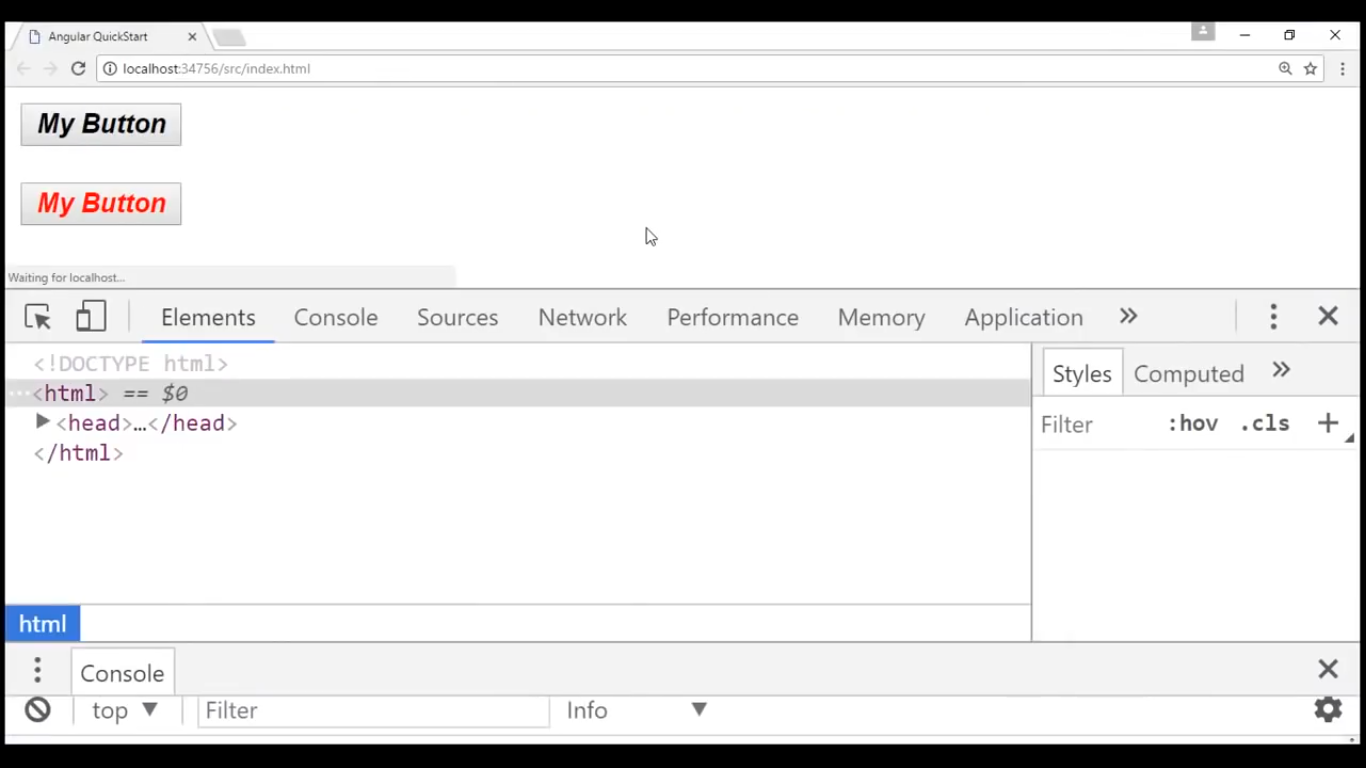 Angular QuickStart
localhost:34756/src/index.html
My Button
My Button
Waiting for localhost...
Elements Console Sources Network Performance Memory Application »
<!DOCTYPE html>
…<html> == $0
▶<head>…</head>
</html>
Styles Computed »
Filter :hov .cls +
html
Console
top ▼ Filter Info ▼